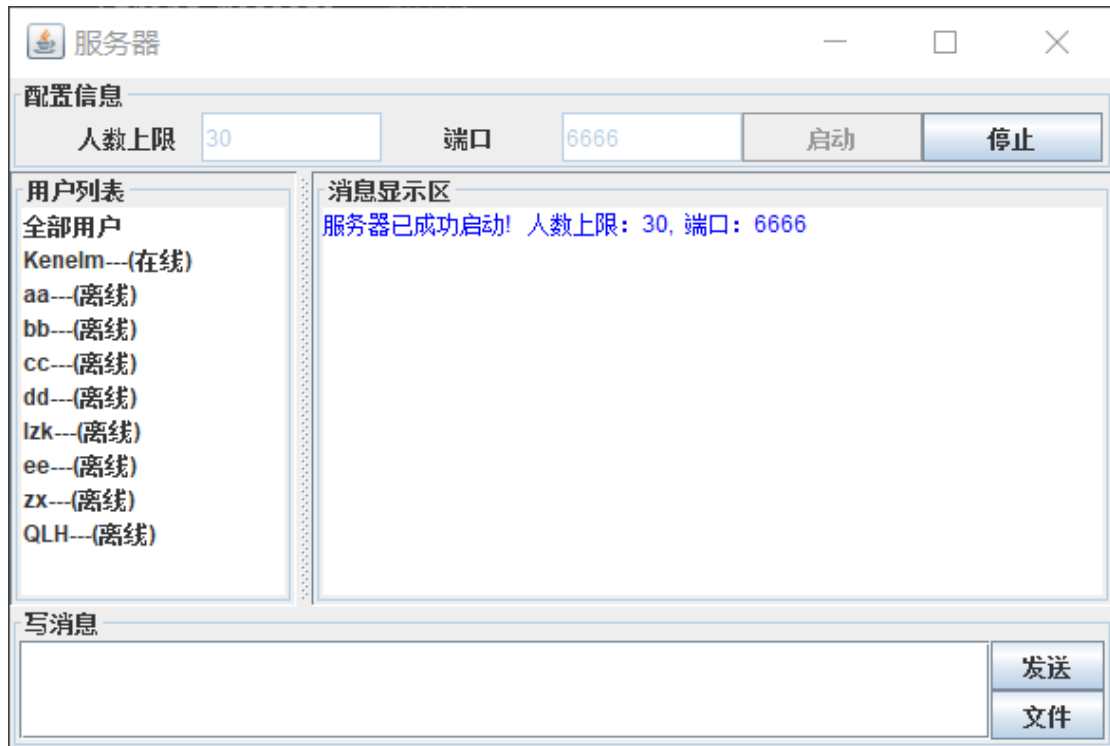 服务器
配置信息
人数上限 30 端口 6666 启动 停止
用户列表
全部用户
Kenelm---(在线)
aa---(离线)
bb---(离线)
cc---(离线)
dd---(离线)
lzk---(离线)
ee---(离线)
zx---(离线)
QLH---(离线)
消息显示区
服务器已成功启动! 人数上限：30, 端口：6666
写消息
发送
文件